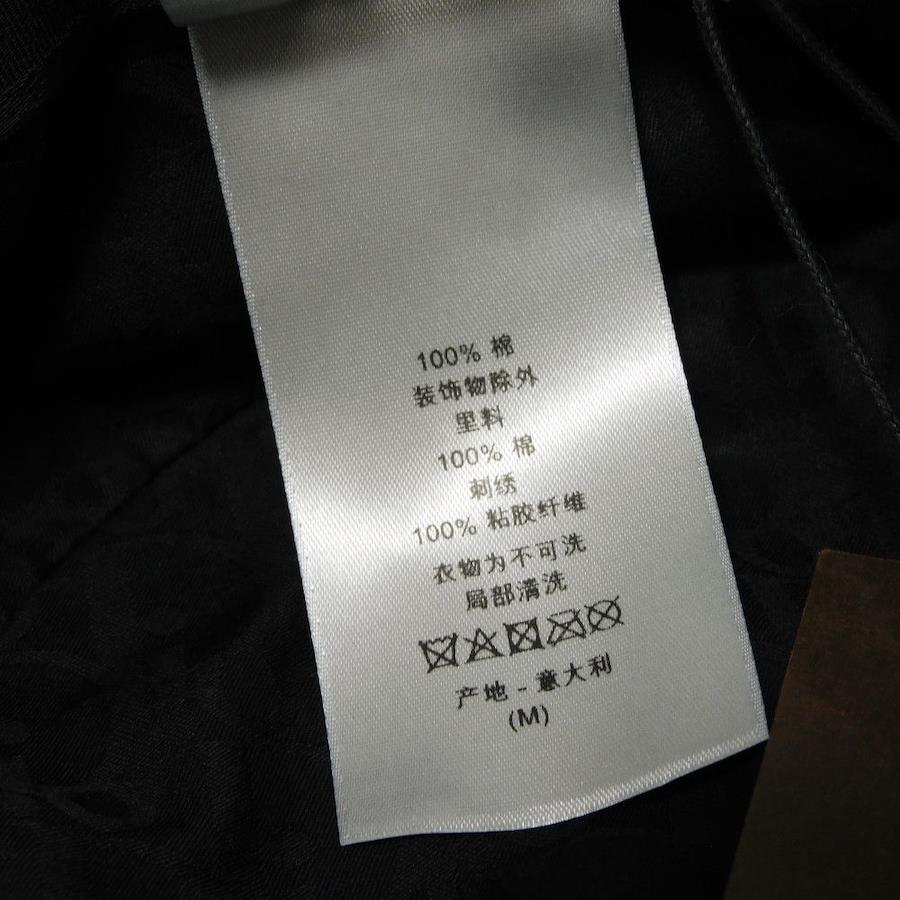 100% 棉
装饰物除外
里料
100% 棉
刺绣
100% 粘胶纤维
衣物为不可洗
局部清洗
产地 - 意大利
(M)